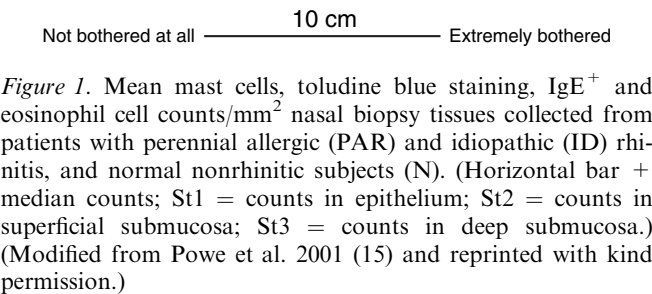 10 cm
Not bothered at all Extremely bothered
Figure 1. Mean mast cells, toludine blue staining, IgE+ and
eosinophil cell counts/mm2 nasal biopsy tissues collected from
patients with perennial allergic (PAR) and idiopathic (ID) rhi-
nitis, and normal nonrhinitic subjects (N). (Horizontal bar +
median counts; St1 = counts in epithelium; St2 = counts in
superficial submucosa; St3 = counts in deep submucosa.)
(Modified from Powe et al. 2001 (15) and reprinted with kind
permission.)